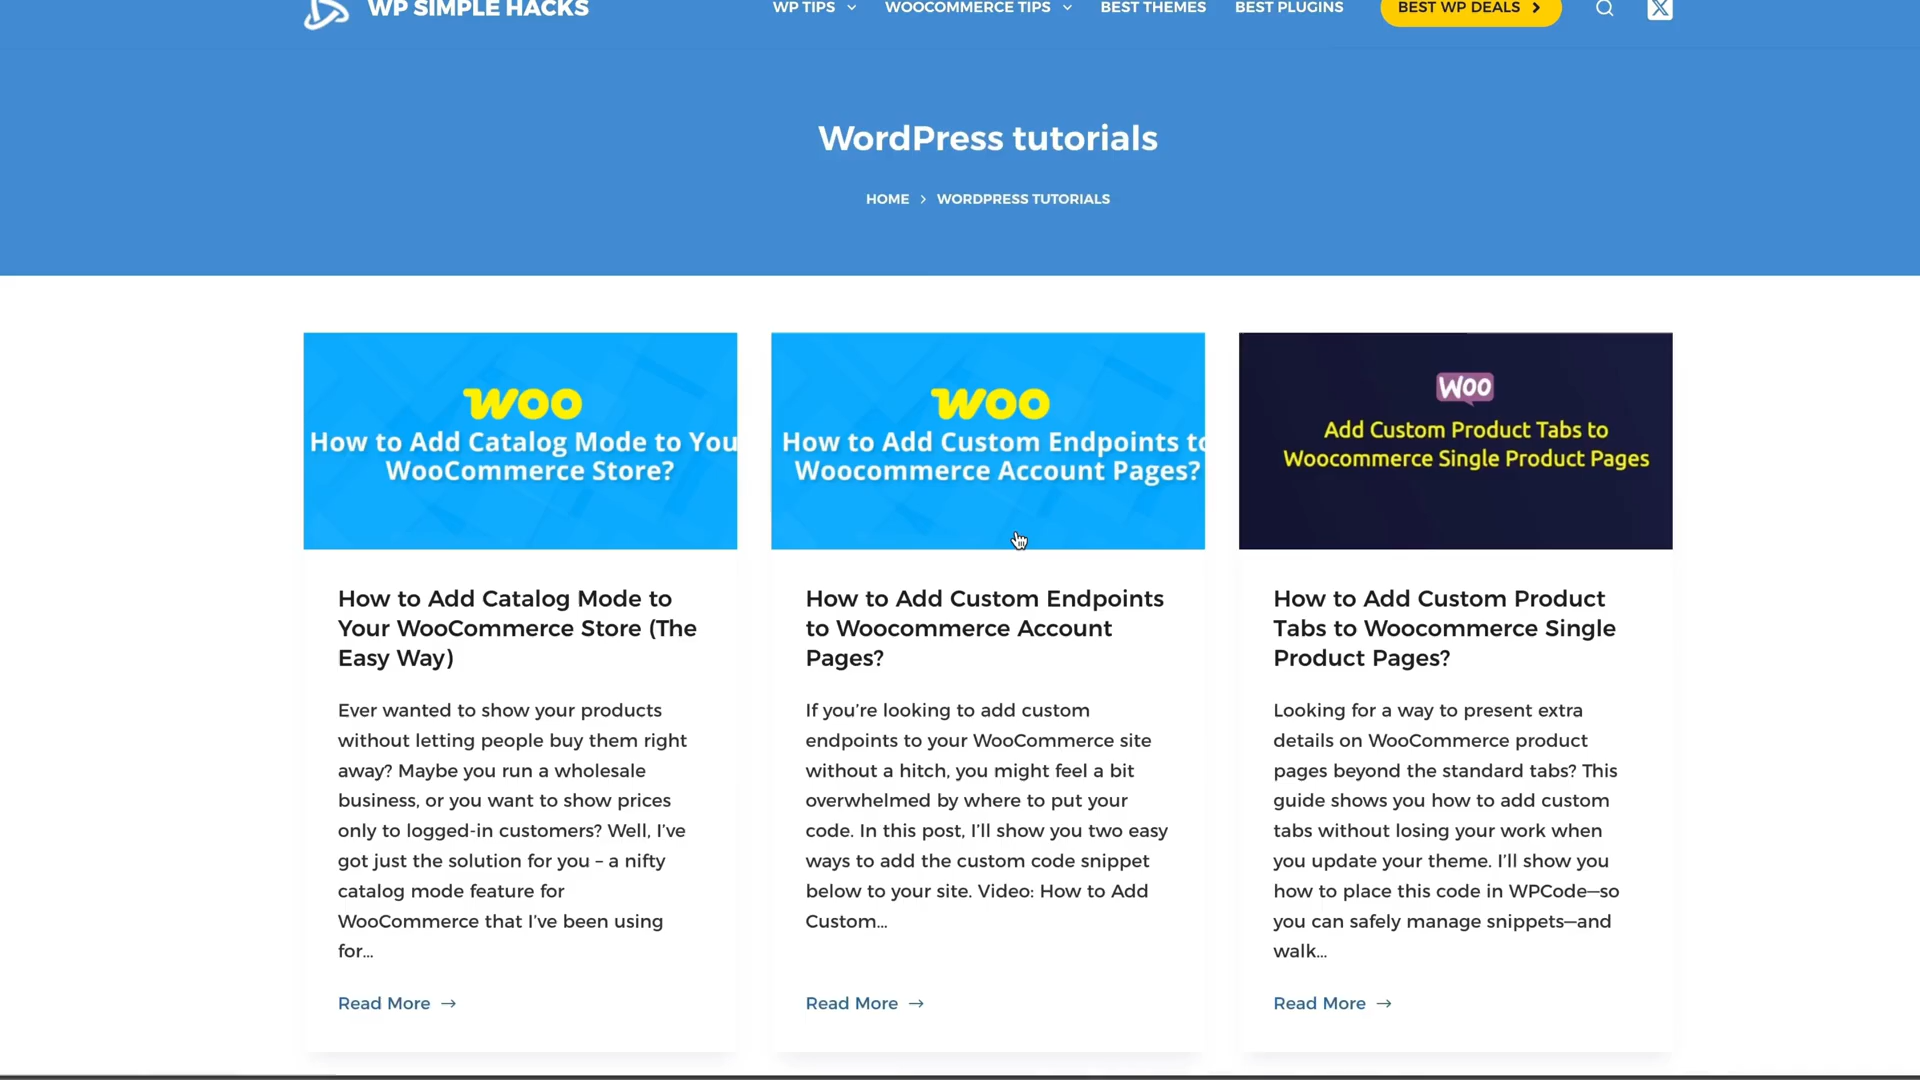 WP SIMPLE HACKS
WP TIPS
WOOCOMMERCE TIPS
BEST THEMES
BEST PLUGINS
BEST WP DEALS
WordPress tutorials
HOME > WORDPRESS TUTORIALS
WOO
How to Add Catalog Mode to You
WooCommerce Store?
WOO
How to Add Custom Endpoints to
Woocommerce Account Pages?
WOO
Add Custom Product Tabs to
Woocommerce Single Product Pages
How to Add Catalog Mode to
Your WooCommerce Store (The
Easy Way)
Ever wanted to show your products
without letting people buy them right
away? Maybe you run a wholesale
business, or you want to show prices
only to logged-in customers? Well, I’ve
got just the solution for you – a nifty
catalog mode feature for
WooCommerce that I’ve been using
for…
Read More →
How to Add Custom Endpoints
to Woocommerce Account
Pages?
If you’re looking to add custom
endpoints to your WooCommerce site
without a hitch, you might feel a bit
overwhelmed by where to put your
code. In this post, I’ll show you two easy
ways to add the custom code snippet
below to your site. Video: How to Add
Custom…
Read More →
How to Add Custom Product
Tabs to Woocommerce Single
Product Pages?
Looking for a way to present extra
details on WooCommerce product
pages beyond the standard tabs? This
guide shows you how to add custom
tabs without losing your work when
you update your theme. I’ll show you
how to place this code in WPCode—so
you can safely manage snippets—and
walk…
Read More →